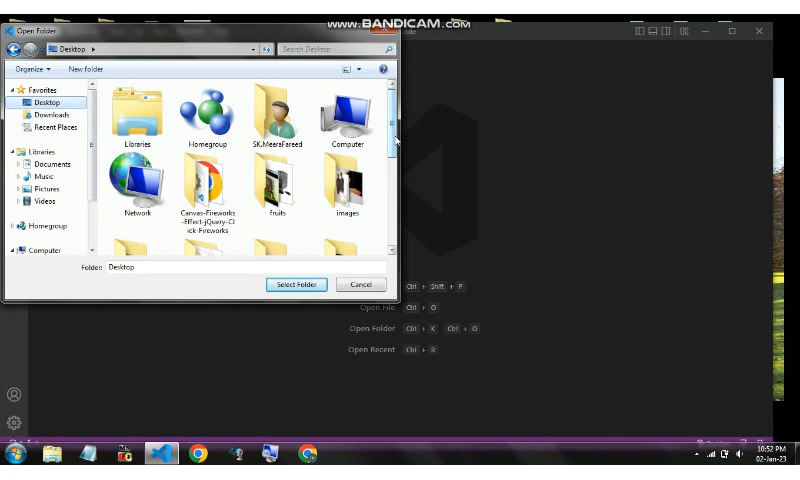 www.BANDICAM.com
Open Folder
Desktop
Search Desktop
Organize
New folder
Favorites
Desktop
Downloads
Recent Places
Libraries
Documents
Music
Pictures
Videos
Homegroup
Computer
Libraries
Homegroup
SK.MeeraFareed
Computer
Network
Canvas-Fireworks
-Effect-jQuery-Cl
ick-Fireworks
fruits
images
Folder: Desktop
Select Folder
Cancel
Ctrl + Shift + P
Open File Ctrl + O
Open Folder Ctrl + K Ctrl + O
Open Recent Ctrl + R
10:52 PM
02-Jan-23